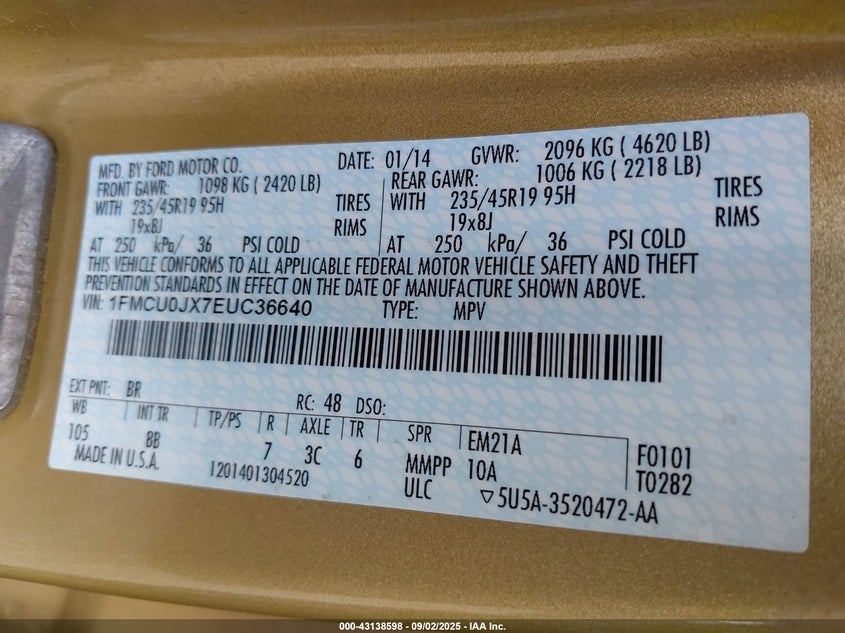 MFD. BY FORD MOTOR CO. DATE: 01/14 GVWR: 2096 KG ( 4620 LB)
FRONT GAWR: 1098 KG ( 2420 LB) REAR GAWR: 1006 KG ( 2218 LB)
WITH 235/45R19 95H TIRES WITH 235/45R19 95H TIRES
19x8J RIMS 19x8J RIMS
AT 250 kPa/ 36 PSI COLD AT 250 kPa/ 36 PSI COLD
THIS VEHICLE CONFORMS TO ALL APPLICABLE FEDERAL MOTOR VEHICLE SAFETY AND THEFT
PREVENTION STANDARDS IN EFFECT ON THE DATE OF MANUFACTURE SHOWN ABOVE.
VIN: 1FMCU0JX7EUC36640 TYPE: MPV
EXT PNT: BR RC: 48 DSO:
WB INT TR TP/PS R AXLE TR SPR EM21A
105 8B 7 3C 6 MMPP 10A F0101
MADE IN U.S.A. 1201401304520 ULC T0282
▽5U5A-3520472-AA
000-43138598 - 09/02/2025 - IAA Inc.